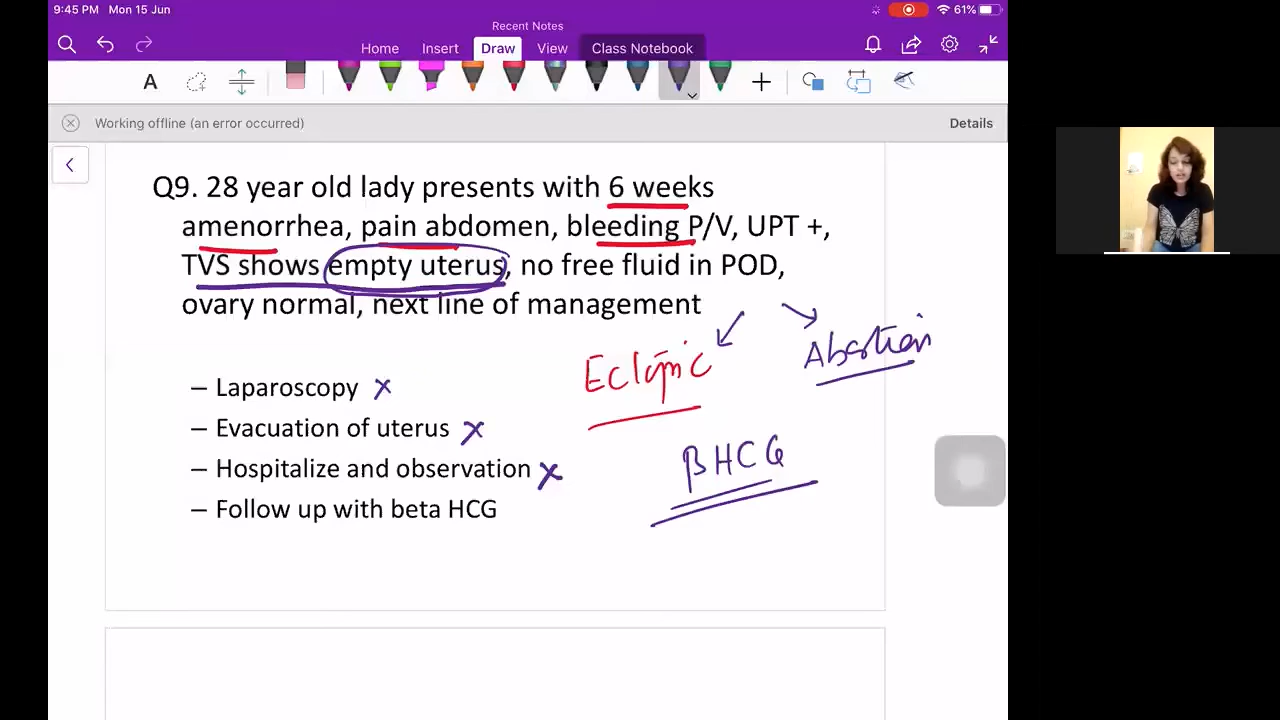 9:45 PM Mon 15 Jun
61%
Recent Notes
Home Insert Draw View Class Notebook
A
Working offline (an error occurred)
Details
Q9. 28 year old lady presents with 6 weeks
amenorrhea, pain abdomen, bleeding P/V, UPT +,
TVS shows empty uterus, no free fluid in POD,
ovary normal, next line of management
– Laparoscopy x
Ectopic
Abortion
– Evacuation of uterus x
– Hospitalize and observation x
βHCG
– Follow up with beta HCG